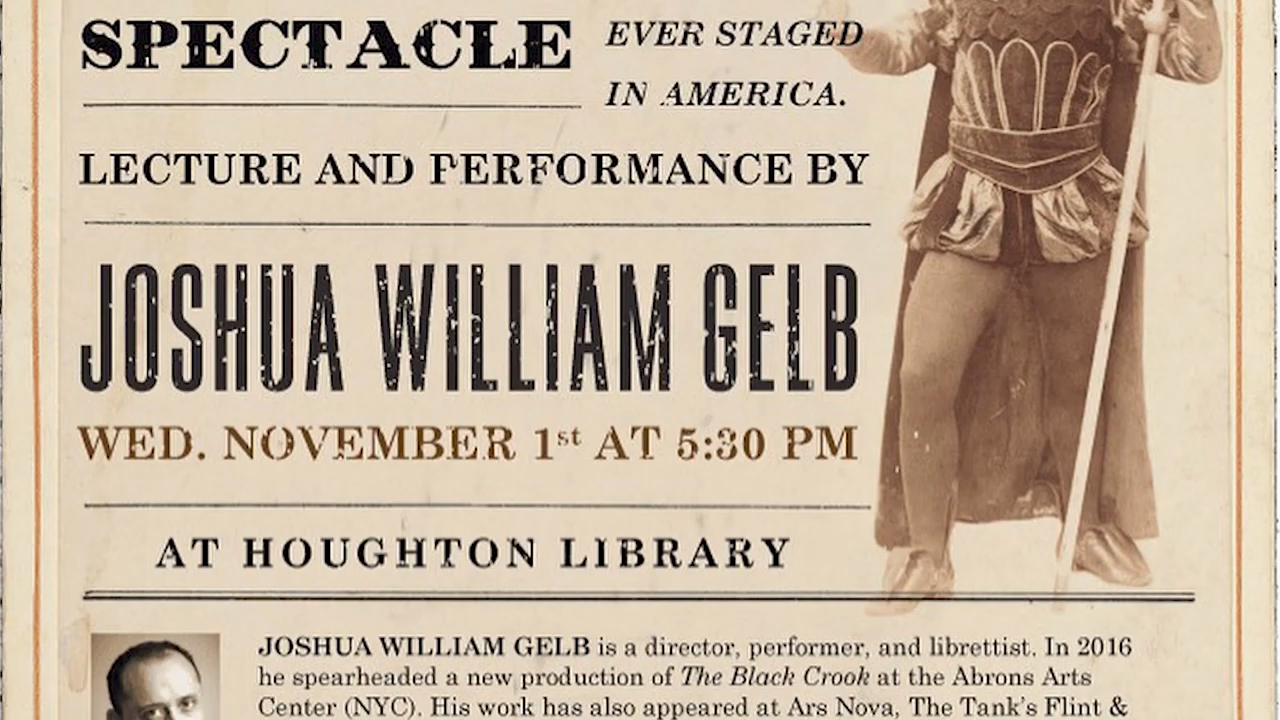 SPECTACLE EVER STAGED
IN AMERICA.
LECTURE AND PERFORMANCE BY
JOSHUA WILLIAM GELB
WED. NOVEMBER 1st AT 5:30 PM
AT HOUGHTON LIBRARY
JOSHUA WILLIAM GELB is a director, performer, and librettist. In 2016
he spearheaded a new production of The Black Crook at the Abrons Arts
Center (NYC). His work has also appeared at Ars Nova, The Tank's Flint &